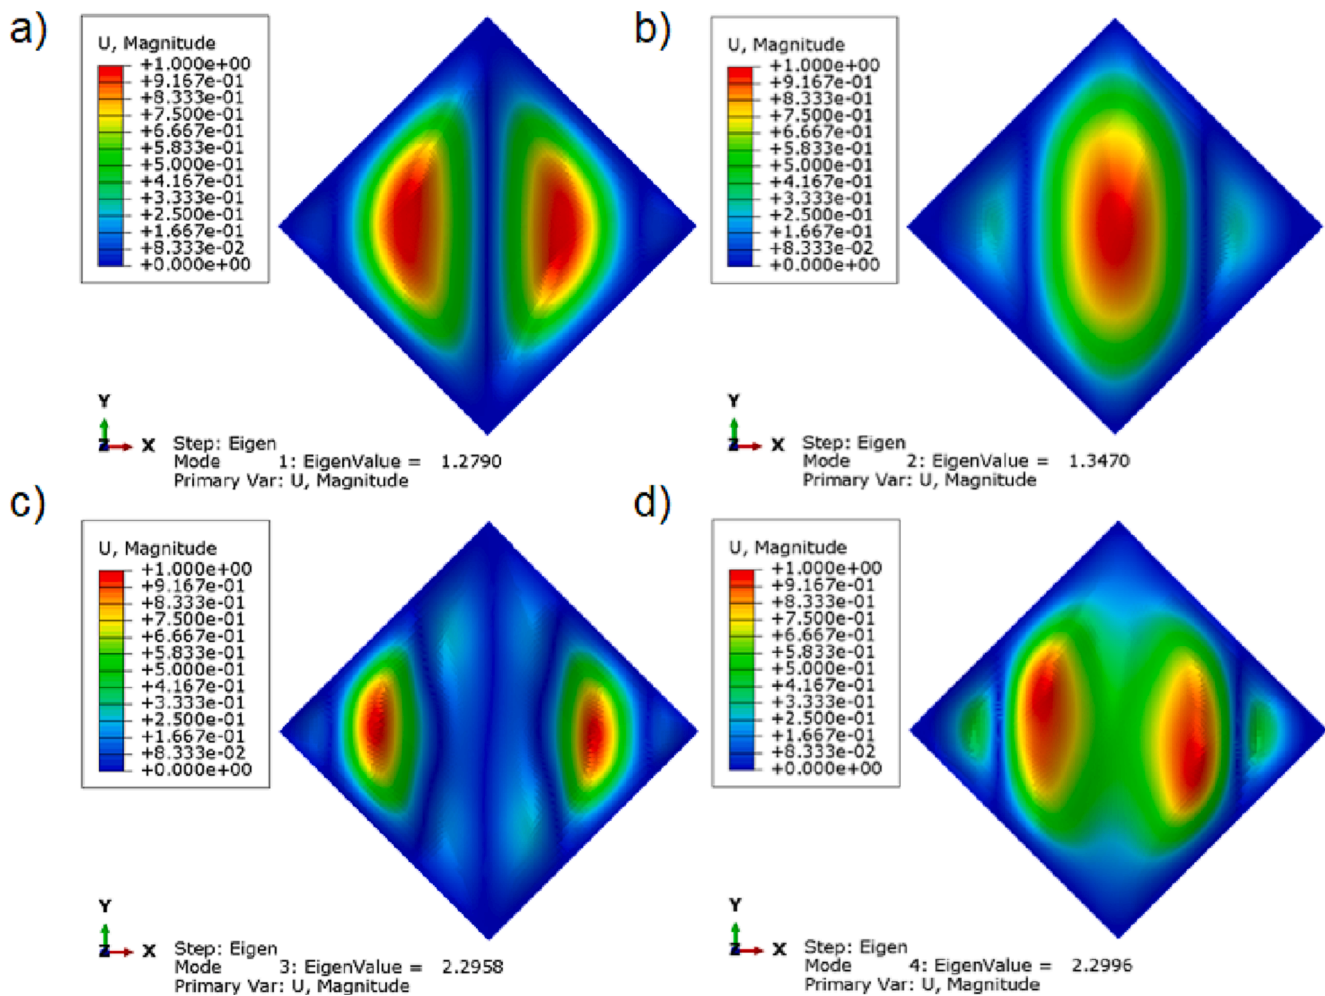 a)
U, Magnitude
+1.000e+00
+9.167e-01
+8.333e-01
+7.500e-01
+6.667e-01
+5.833e-01
+5.000e-01
+4.167e-01
+3.333e-01
+2.500e-01
+1.667e-01
+8.333e-02
+0.000e+00
Y
Z X
Step: Eigen
Mode 1: EigenValue = 1.2790
Primary Var: U, Magnitude
b)
U, Magnitude
+1.000e+00
+9.167e-01
+8.333e-01
+7.500e-01
+6.667e-01
+5.833e-01
+5.000e-01
+4.167e-01
+3.333e-01
+2.500e-01
+1.667e-01
+8.333e-02
+0.000e+00
Y
Z X
Step: Eigen
Mode 2: EigenValue = 1.3470
Primary Var: U, Magnitude
c)
U, Magnitude
+1.000e+00
+9.167e-01
+8.333e-01
+7.500e-01
+6.667e-01
+5.833e-01
+5.000e-01
+4.167e-01
+3.333e-01
+2.500e-01
+1.667e-01
+8.333e-02
+0.000e+00
Y
Z X
Step: Eigen
Mode 3: EigenValue = 2.2958
Primary Var: U, Magnitude
d)
U, Magnitude
+1.000e+00
+9.167e-01
+8.333e-01
+7.500e-01
+6.667e-01
+5.833e-01
+5.000e-01
+4.167e-01
+3.333e-01
+2.500e-01
+1.667e-01
+8.333e-02
+0.000e+00
Y
Z X
Step: Eigen
Mode 4: EigenValue = 2.2996
Primary Var: U, Magnitude